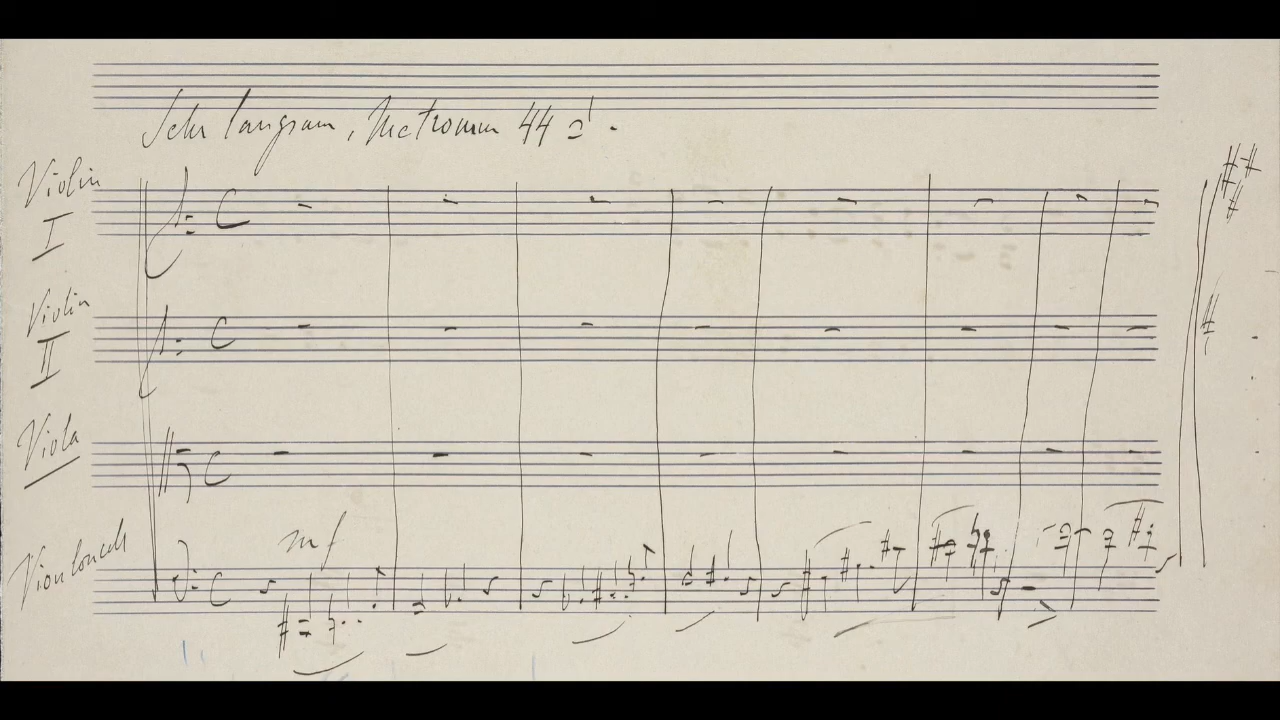 Sehr langsam, Metronom 44
Violin
I
Violin
II
Viola
mf
Violoncell